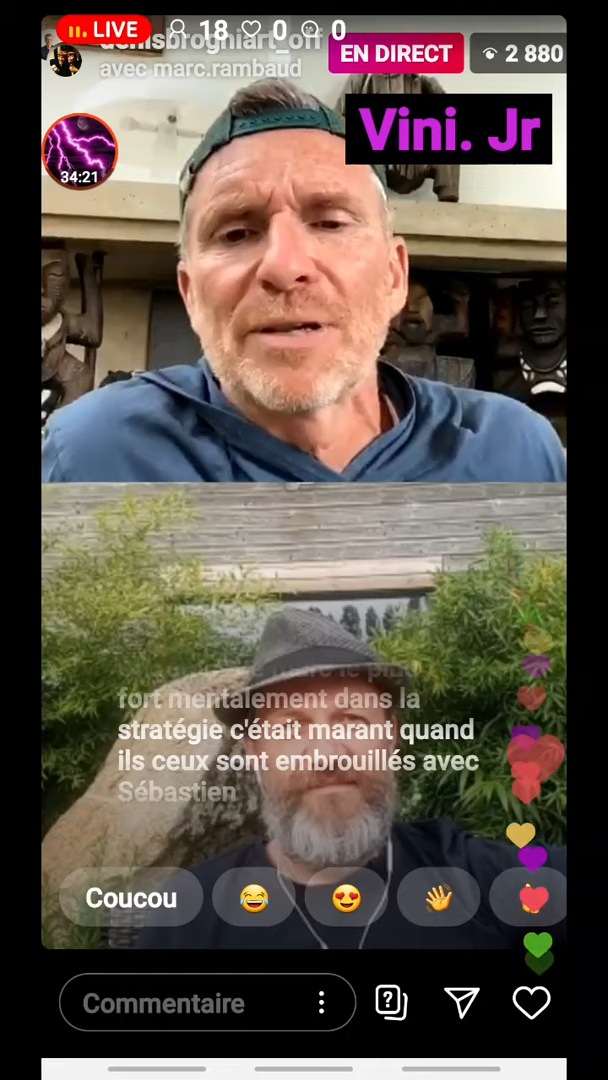 LIVE 18 0 0
denisbrogniart_off
avec marc.rambaud
EN DIRECT 2 880
Vini. Jr
34:21
fort mentalement dans la
stratégie c'était marant quand
ils ceux sont embrouillés avec
Sébastien
Coucou
Commentaire